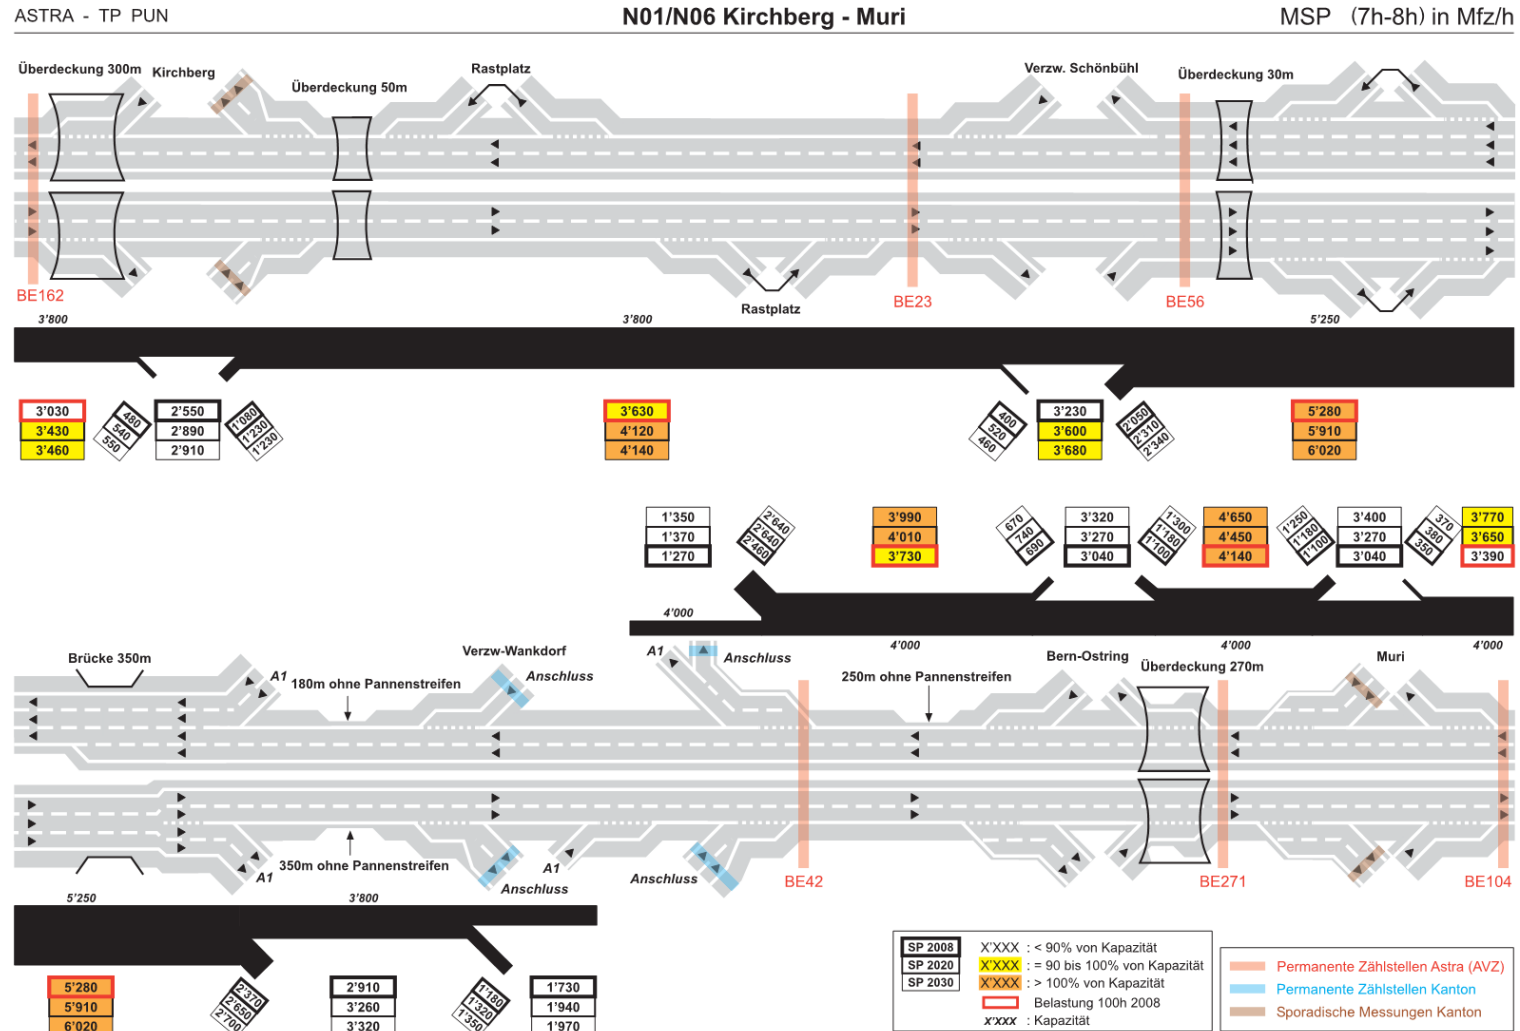 ASTRA - TP PUN
N01/N06 Kirchberg - Muri
MSP (7h-8h) in Mfz/h
Überdeckung 300m
Kirchberg
Überdeckung 50m
Rastplatz
Verzw. Schönbühl
Überdeckung 30m
BE162
Rastplatz
BE23
BE56
3'800
3'800
5'250
3'030
3'430
3'460
480
540
550
2'550
2'890
2'910
1'080
1'230
1'230
3'630
4'120
4'140
400
520
460
3'230
3'600
3'680
2'050
2'310
2'340
5'280
5'910
6'020
1'350
1'370
1'270
2'640
2'640
2'460
3'990
4'010
3'730
670
740
690
3'320
3'270
3'040
1'300
1'180
1'100
4'650
4'450
4'140
1'250
1'180
1'100
3'400
3'270
3'040
370
380
350
3'770
3'650
3'390
4'000
4'000
4'000
4'000
Brücke 350m
A1
180m ohne Pannenstreifen
Verzw-Wankdorf
Anschluss
A1
Anschluss
250m ohne Pannenstreifen
Bern-Ostring
Überdeckung 270m
Muri
A1
350m ohne Pannenstreifen
Anschluss
A1
Anschluss
BE42
BE271
BE104
5'250
3'800
5'280
5'910
6'020
2'370
2'650
2'700
2'910
3'260
3'320
1'180
1'320
1'350
1'730
1'940
1'970
SP 2008 X'XXX : < 90% von Kapazität
SP 2020 X'XXX : = 90 bis 100% von Kapazität
SP 2030 X'XXX : > 100% von Kapazität
Belastung 100h 2008
x'xxx : Kapazität
Permanente Zählstellen Astra (AVZ)
Permanente Zählstellen Kanton
Sporadische Messungen Kanton